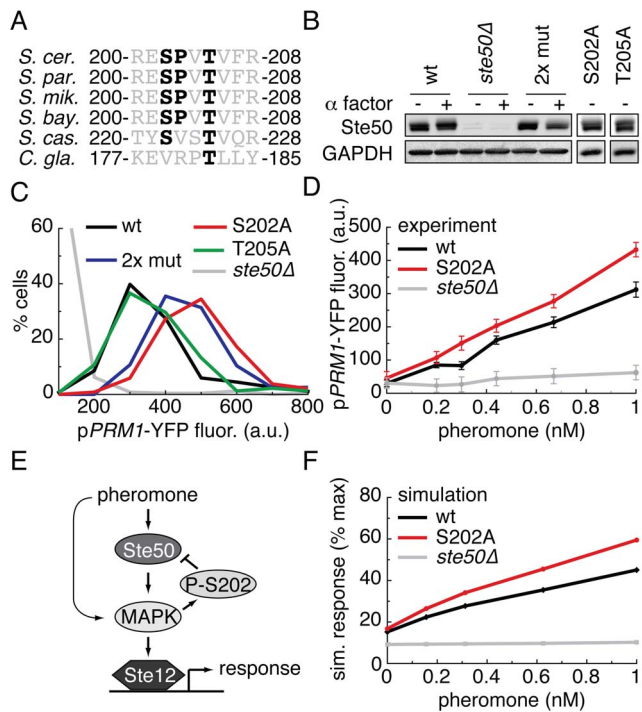 A
S. cer. 200-RESPVTVFR-208
S. par. 200-RESPVTVFR-208
S. mik. 200-RESPVTVFR-208
S. bay. 200-RESPVTVFR-208
S. cas. 220-TYSVSTVQR-228
C. gla. 177-KEVRPTLLY-185
B
wt ste50Δ 2x mut S202A T205A
α factor - + - + - + - -
Ste50
GAPDH
C
60
40
20
0
% cells
wt
2x mut
S202A
T205A
ste50Δ
200 400 600 800
pPRM1-YFP fluor. (a.u.)
D
500
400
300
200
100
0
pPRM1-YFP fluor. (a.u.)
experiment
wt
S202A
ste50Δ
0 0.2 0.4 0.6 0.8 1
pheromone (nM)
E
pheromone
Ste50
P-S202
MAPK
Ste12
response
F
80
60
40
20
0
sim. response (% max)
simulation
wt
S202A
ste50Δ
0 0.2 0.4 0.6 0.8 1
pheromone (nM)